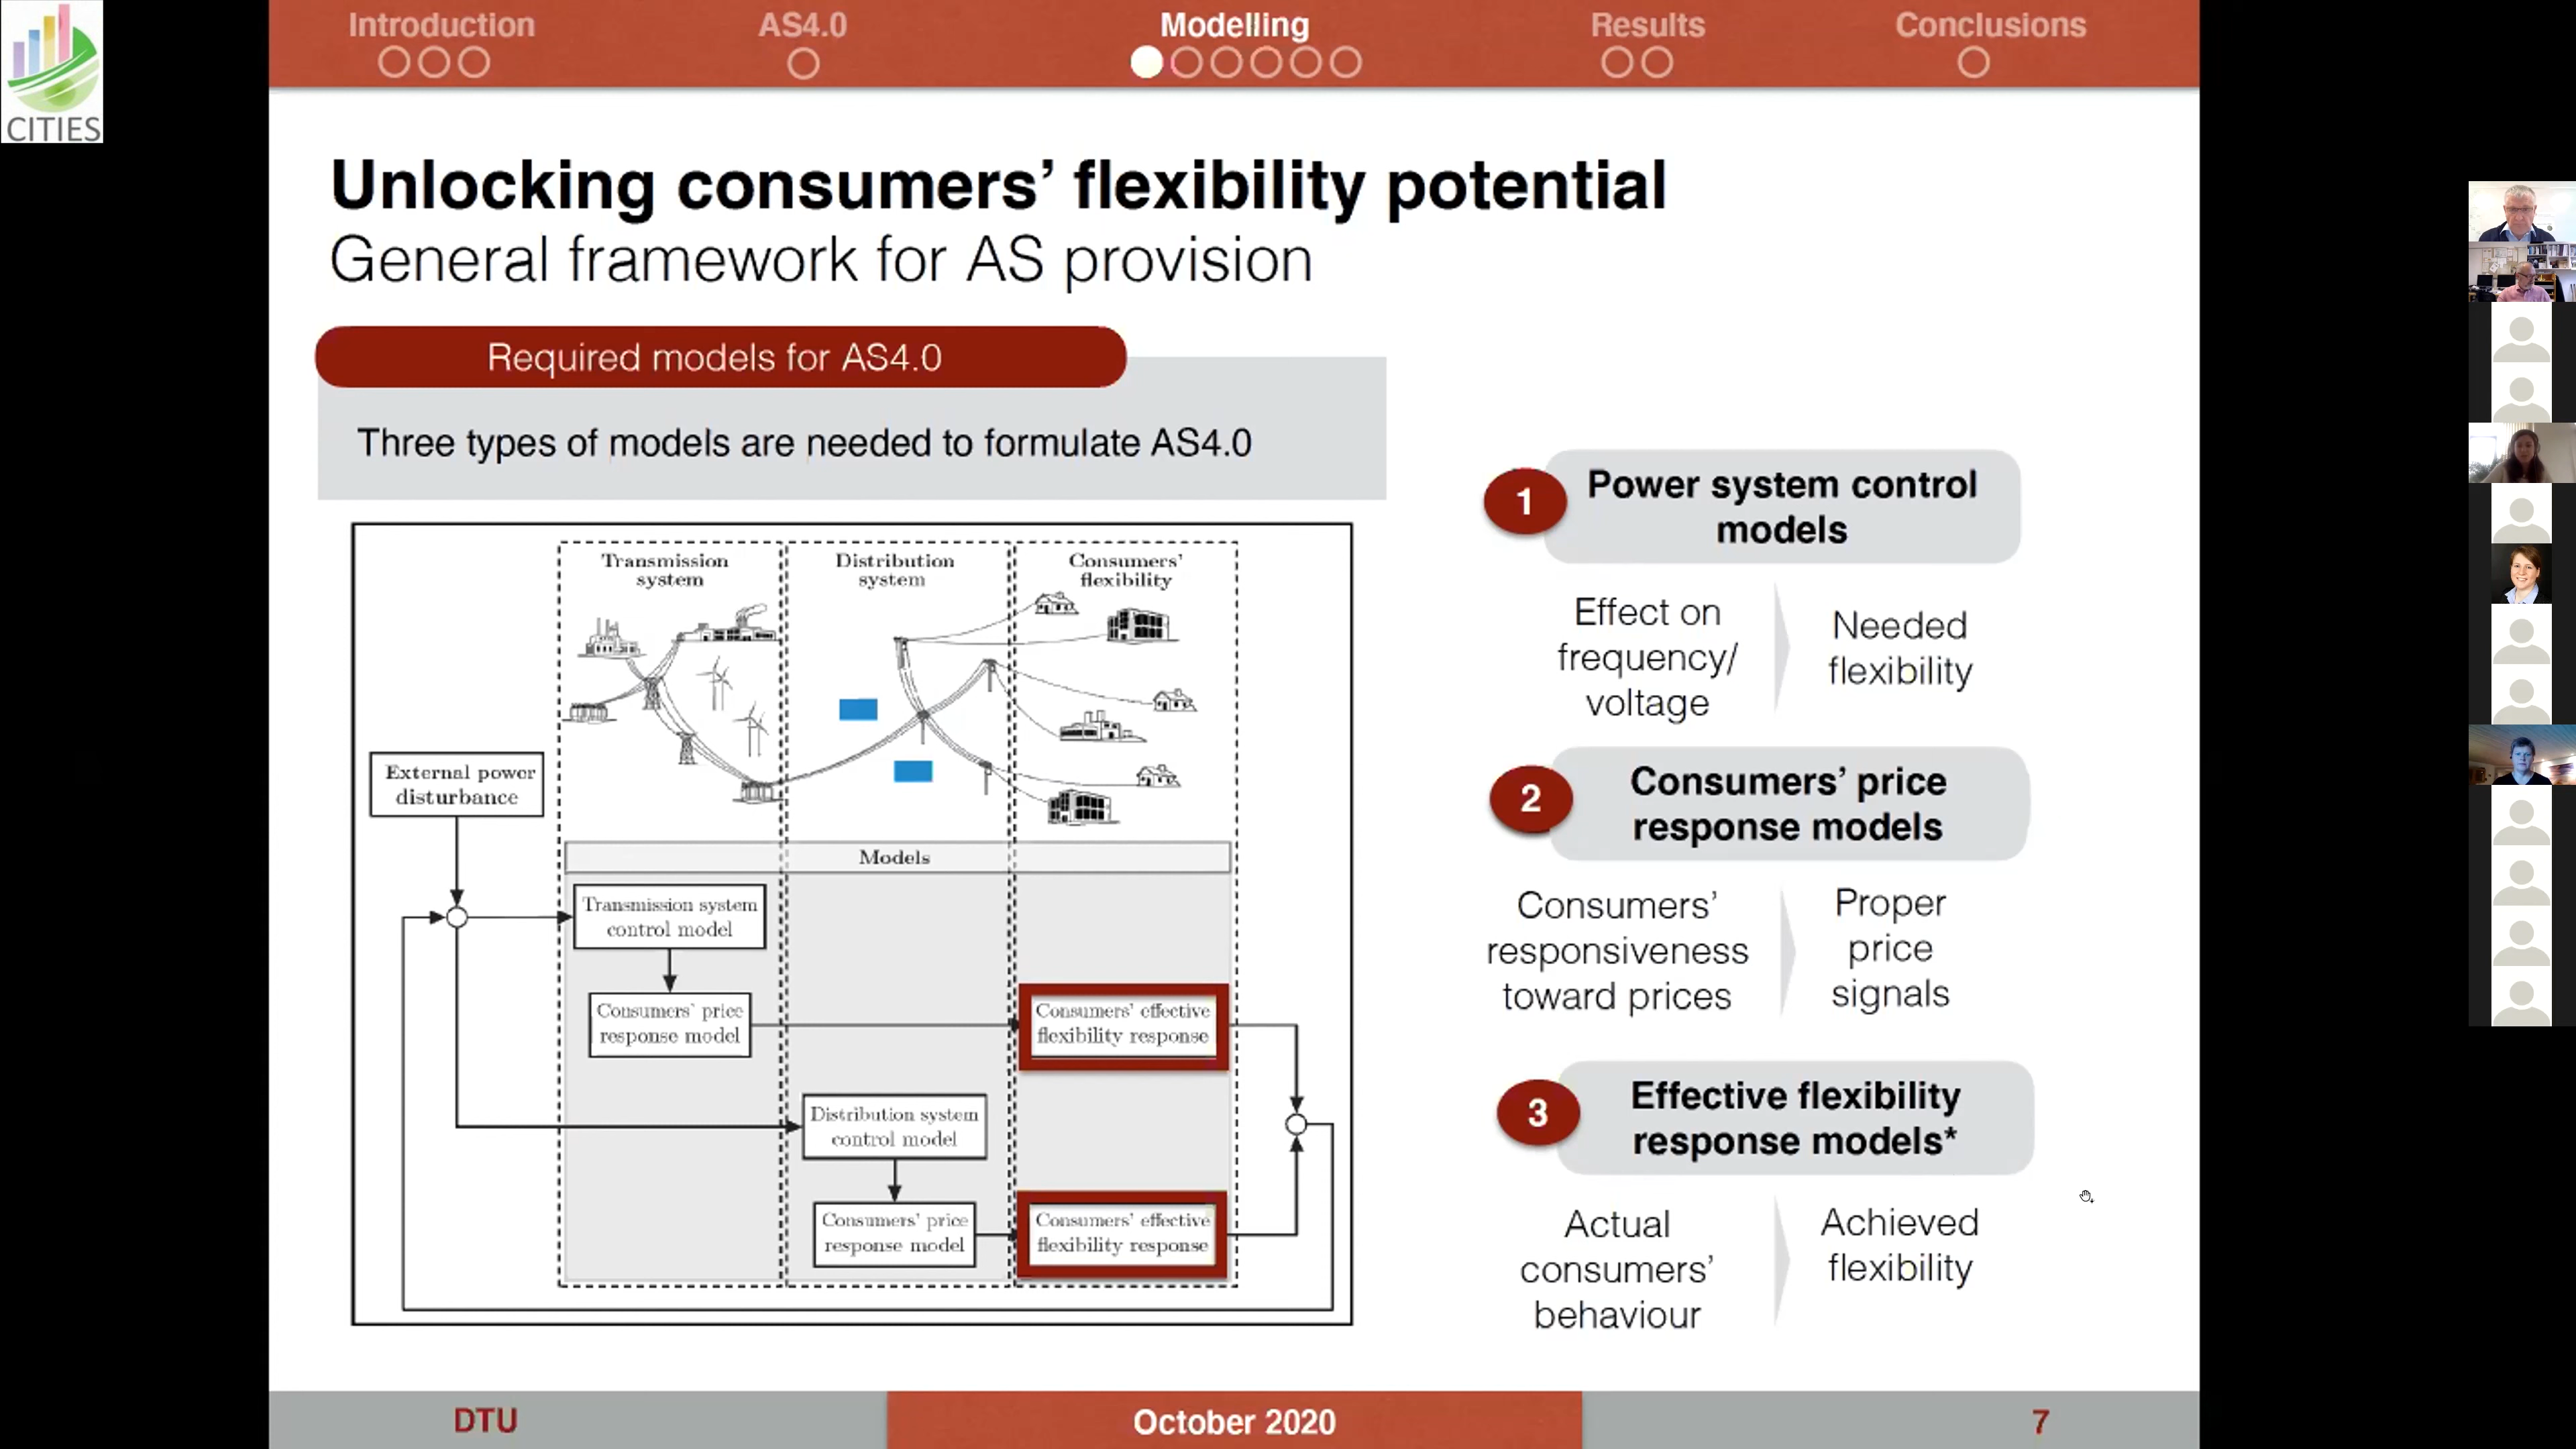 CITIES
Introduction
AS4.0
Modelling
Results
Conclusions
Unlocking consumers’ flexibility potential
General framework for AS provision
Required models for AS4.0
Three types of models are needed to formulate AS4.0
Transmission
system
Distribution
system
Consumers’
flexibility
External power
disturbance
Models
Transmission system
control model
Consumers’ price
response model
Consumers’ effective
flexibility response
Distribution system
control model
Consumers’ price
response model
Consumers’ effective
flexibility response
1
Power system control
models
Effect on
frequency/
voltage
Needed
flexibility
2
Consumers’ price
response models
Consumers’
responsiveness
toward prices
Proper
price
signals
3
Effective flexibility
response models*
Actual
consumers’
behaviour
Achieved
flexibility
DTU
October 2020
7